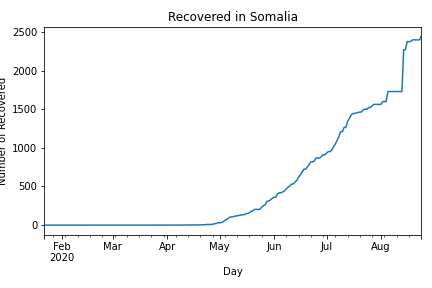 Recovered in Somalia
Number of Recovered
2500
2000
1500
1000
500
0
Feb
2020
Mar
Apr
May
Jun
Jul
Aug
Day